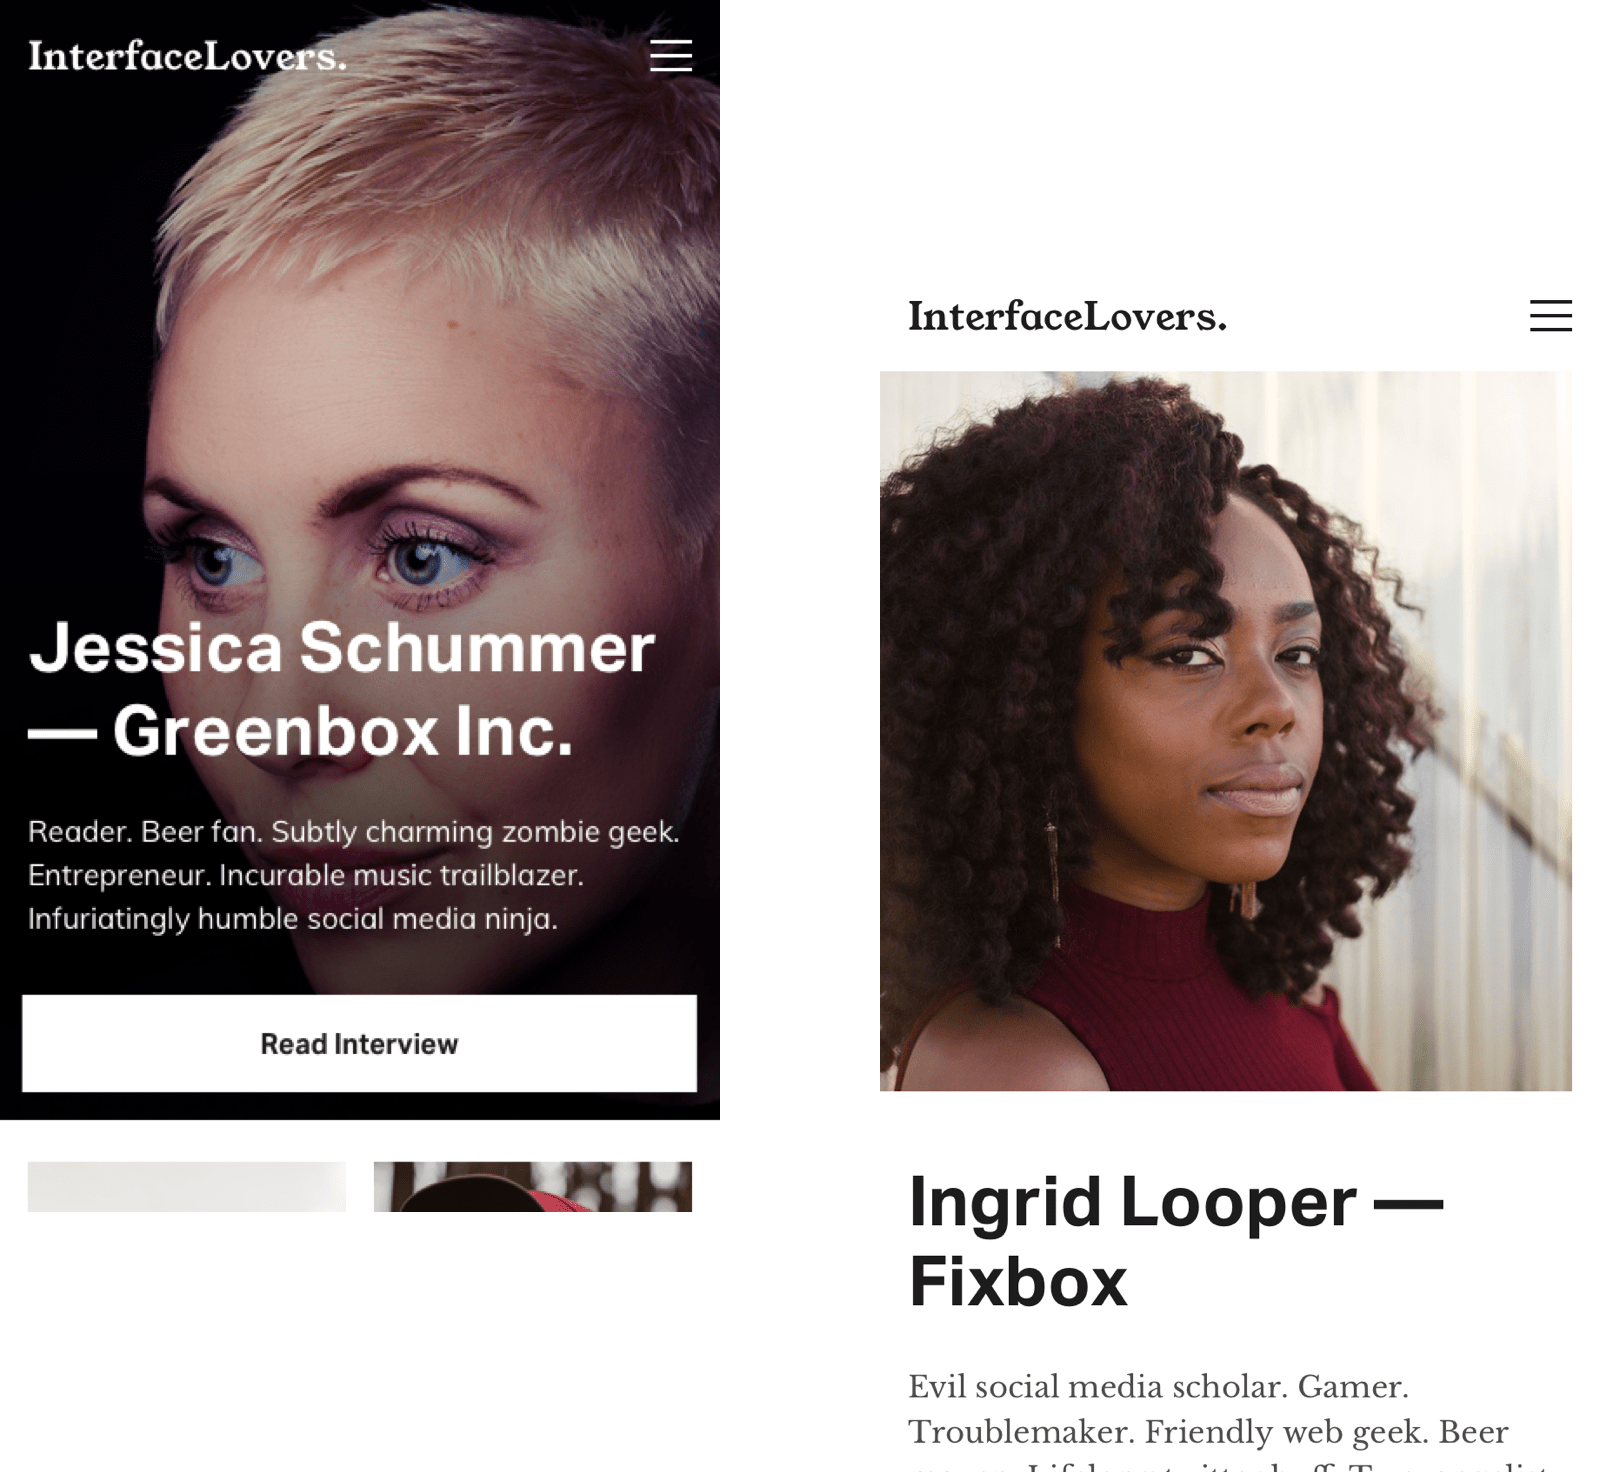 InterfaceLovers.
Jessica Schummer
— Greenbox Inc.
Reader. Beer fan. Subtly charming zombie geek.
Entrepreneur. Incurable music trailblazer.
Infuriatingly humble social media ninja.
Read Interview
InterfaceLovers.
Ingrid Looper —
Fixbox
Evil social media scholar. Gamer.
Troublemaker. Friendly web geek. Beer